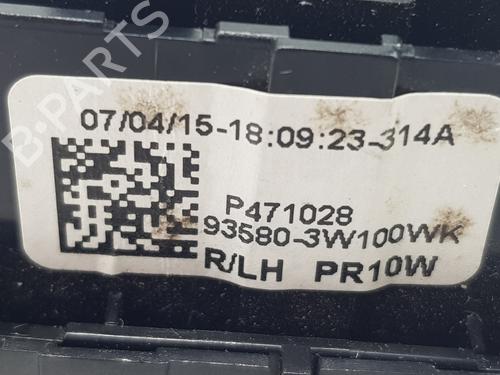 B-PARTS
07/04/15-18:09:23-314A
P471028
93580-3W100WK
R/LH PR10W